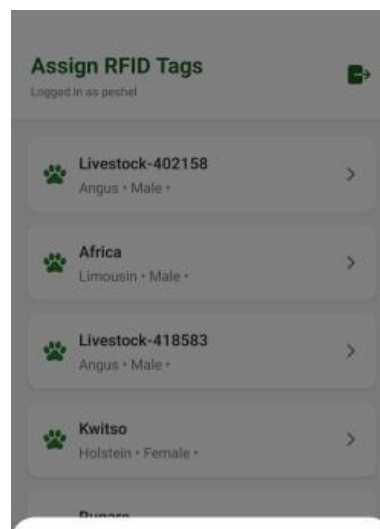 Assign RFID Tags
Logged in as peshel
Livestock-402158
Angus • Male •
Africa
Limousin • Male •
Livestock-418583
Angus • Male •
Kwitso
Holstein • Female •